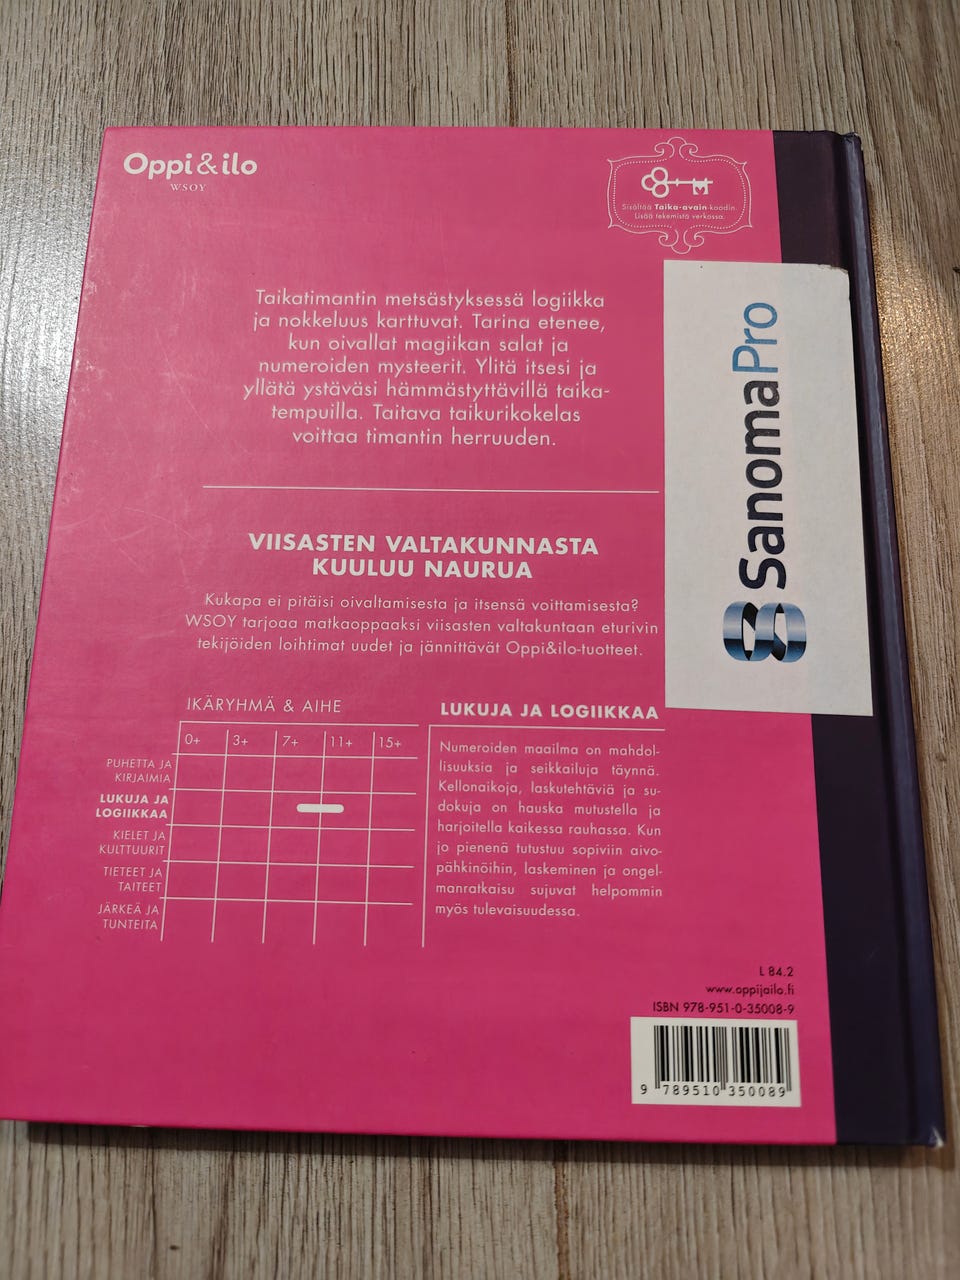 Oppi&ilo
WSOY
Sisältää Taika-avain-koodin.
Lisää tekemistä verkossa.
Taikatimantin metsästyksessä logiikka
ja nokkeluus karttuvat. Tarina etenee,
kun oivallat magiikan salat ja
numeroiden mysteerit. Ylitä itsesi ja
yllätä ystäväsi hämmästyttävillä taika-
tempuilla. Taitava taikurikokelas
voittaa timantin herruuden.
SanomaPro
VIISASTEN VALTAKUNNASTA
KUULUU NAURUA
Kukapa ei pitäisi oivaltamisesta ja itsensä voittamisesta?
WSOY tarjoaa matkaoppaaksi viisasten valtakuntaan eturivin
tekijöiden loihtimat uudet ja jännittävät Oppi&ilo-tuotteet.
IKÄRYHMÄ & AIHE
0+ 3+ 7+ 11+ 15+
PUHETTA JA
KIRJAIMIA
LUKUJA JA
LOGIIKKAA
KIELET JA
KULTTUURIT
TIETEET JA
TAITEET
JÄRKEÄ JA
TUNTEITA
LUKUJA JA LOGIIKKAA
Numeroiden maailma on mahdol-
lisuuksia ja seikkailuja täynnä.
Kellonaikoja, laskutehtäviä ja su-
dokuja on hauska mutustella ja
harjoitella kaikessa rauhassa. Kun
jo pienenä tutustuu sopiviin aivo-
pähkinöihin, laskeminen ja ongel-
manratkaisu sujuvat helpommin
myös tulevaisuudessa.
L 84.2
www.oppijailo.fi
ISBN 978-951-0-35008-9
9 789510 350089